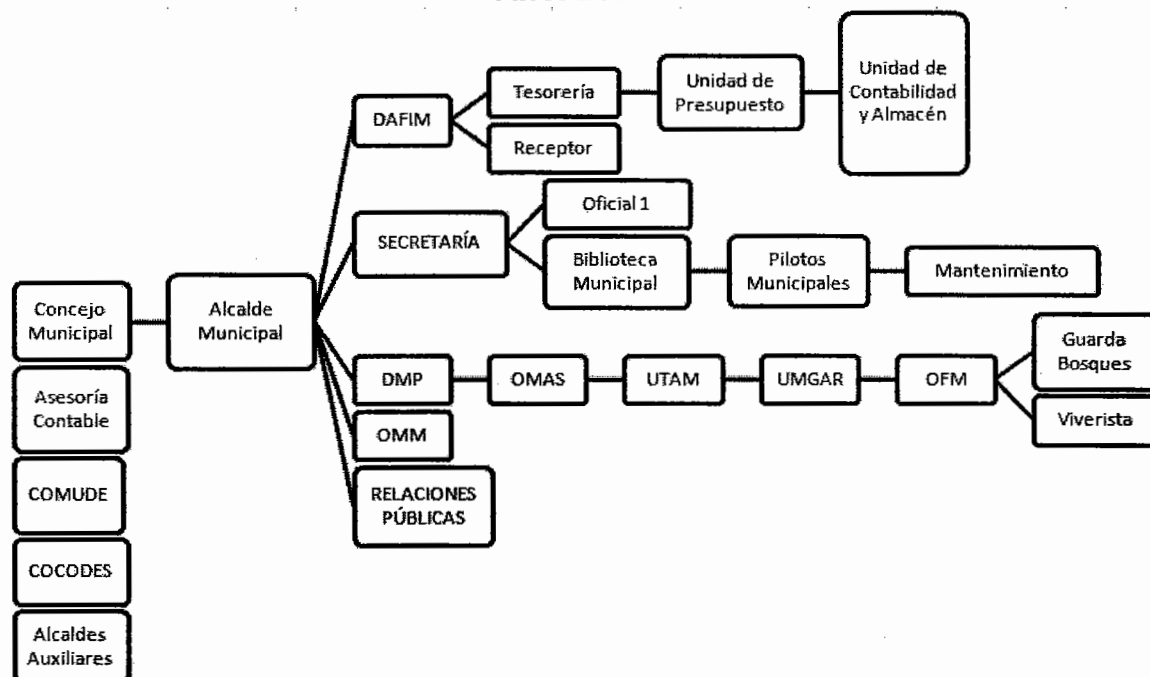 DAFIM
Tesorería
Receptor
Unidad de
Presupuesto
Unidad de
Contabilidad
y Almacén
SECRETARÍA
Oficial 1
Biblioteca
Municipal
Pilotos
Municipales
Mantenimiento
Concejo
Municipal
Alcalde
Municipal
DMP
OMAS
UTAM
UMGAR
OFM
Guarda
Bosques
Viverista
OMM
RELACIONES
PÚBLICAS
Asesoría
Contable
COMUDE
COCODES
Alcaldes
Auxiliares